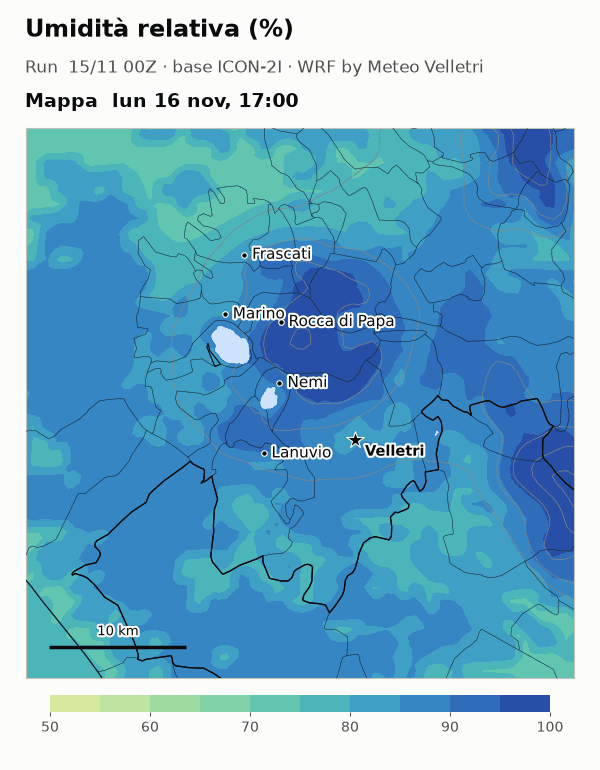 Umidità relativa (%)
Run  15/11 00Z · base ICON-2I · WRF by Meteo Velletri
Mappa  lun 16 nov, 17:00
Frascati
Marino
Rocca di Papa
Nemi
Velletri
Lanuvio
10 km
50 60 70 80 90 100